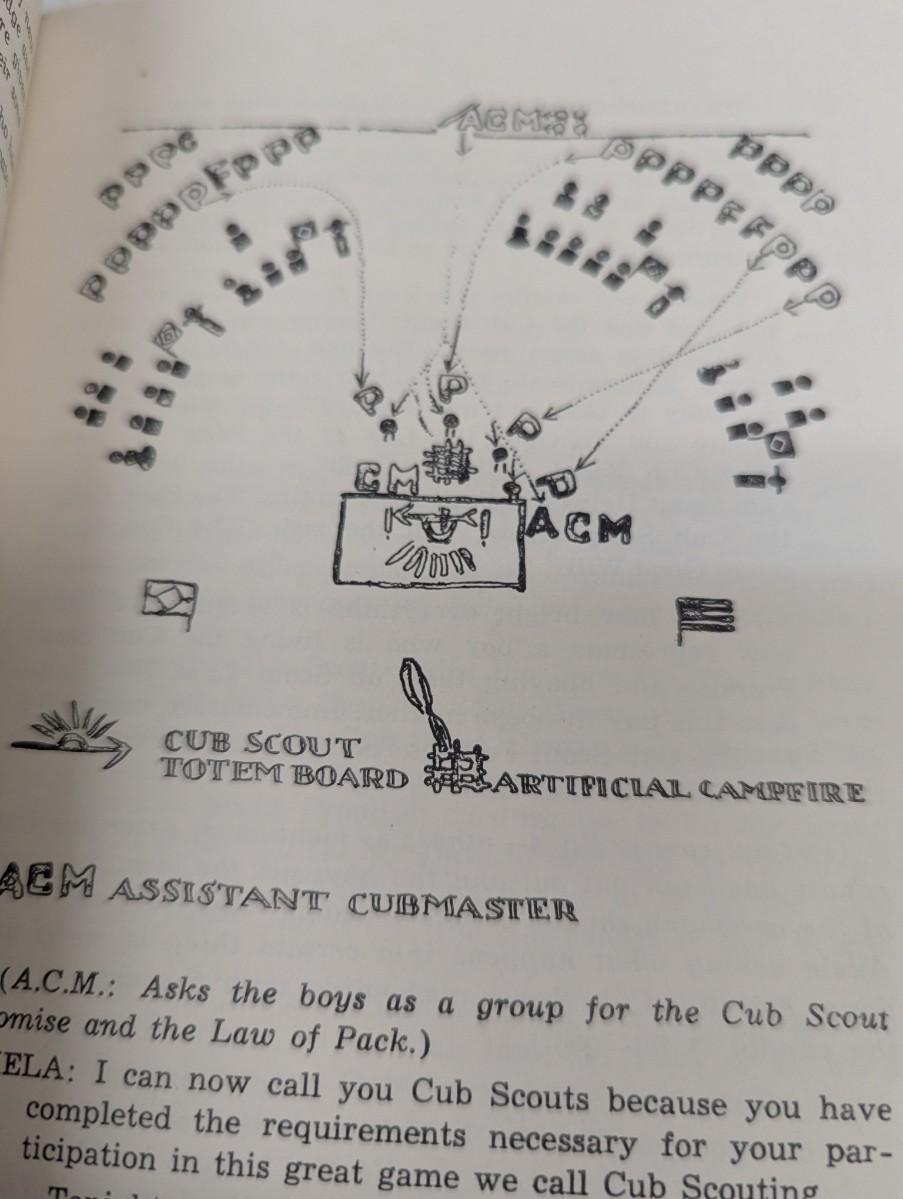 ACM
P P P C
P P P P P F P P P
P P P P F F P P P
P P P P
P
P
P
P
CM
ACM
CUB SCOUT
TOTEM BOARD
ARTIFICIAL CAMPFIRE
ACM ASSISTANT CUBMASTER
(A.C.M.: Asks the boys as a group for the Cub Scout
omise and the Law of Pack.)
ELA: I can now call you Cub Scouts because you have
completed the requirements necessary for your par-
ticipation in this great game we call Cub Scouting